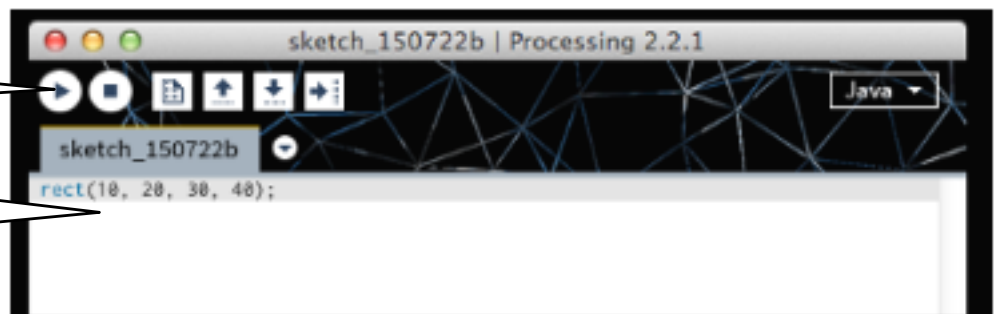 sketch_150722b | Processing 2.2.1
Java
sketch_150722b
rect(10, 20, 30, 40);